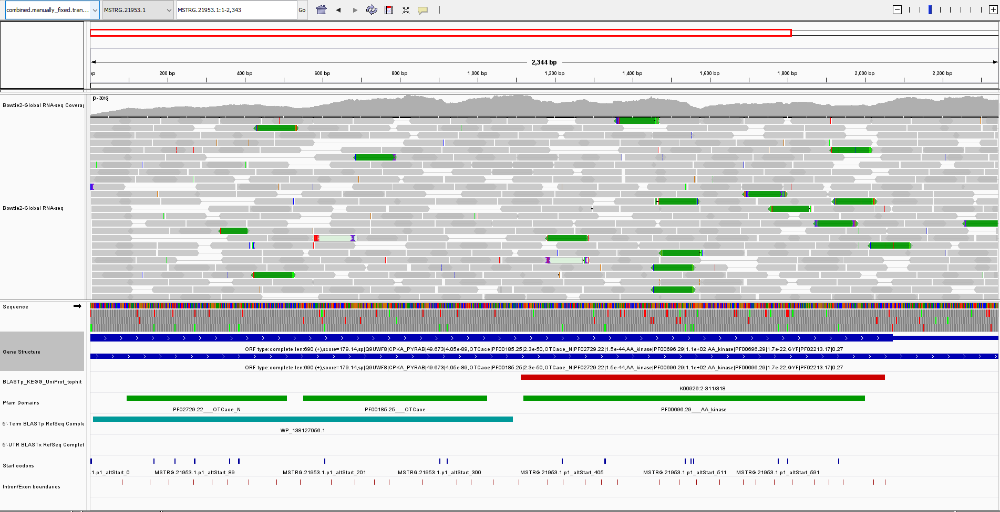 combined.manually_fixed.tran... MSTRG.21953.1 MSTRG.21953.1:1-2,343 Go
2,344 bp
bp 200 bp 400 bp 600 bp 800 bp 1,000 bp 1,200 bp 1,400 bp 1,600 bp 1,800 bp 2,000 bp 2,200 bp
[0 - 3016]
Bowtie2-Global RNA-seq Coverag
Bowtie2-Global RNA-seq
Sequence
ORF type:complete len:690 (+),score=179.14,sp|Q9UWF8|CPKA_PYRAB|49.673|4.05e-89,OTCace|PF00185.25|2.3e-50,OTCace_N|PF02729.22|1.5e-44,AA_kinase|PF00696.29|1.1e+02,AA_kinase|PF00696.29|1.7e-22,GYF|PF02213.17|0.27
Gene Structure
ORF type:complete len:690 (+),score=179.14,sp|Q9UWF8|CPKA_PYRAB|49.673|4.05e-89,OTCace|PF00185.25|2.3e-50,OTCace_N|PF02729.22|1.5e-44,AA_kinase|PF00696.29|1.1e+02,AA_kinase|PF00696.29|1.7e-22,GYF|PF02213.17|0.27
BLASTp_KEGG_UniProt_tophit
K00926:2-311/318
Pfam Domains
PF02729.22___OTCace_N PF00185.25___OTCace PF00696.29___AA_kinase
5'-Term BLASTp RefSeq Comple
WP_138127056.1
5'-UTR BLASTx RefSeq Complet
Start codons
.1.p1_altStart_0 MSTRG.21953.1.p1_altStart_89 MSTRG.21953.1.p1_altStart_201 MSTRG.21953.1.p1_altStart_300 MSTRG.21953.1.p1_altStart_405 MSTRG.21953.1.p1_altStart_511 MSTRG.21953.1.p1_altStart_591
Intron/Exon boundaries